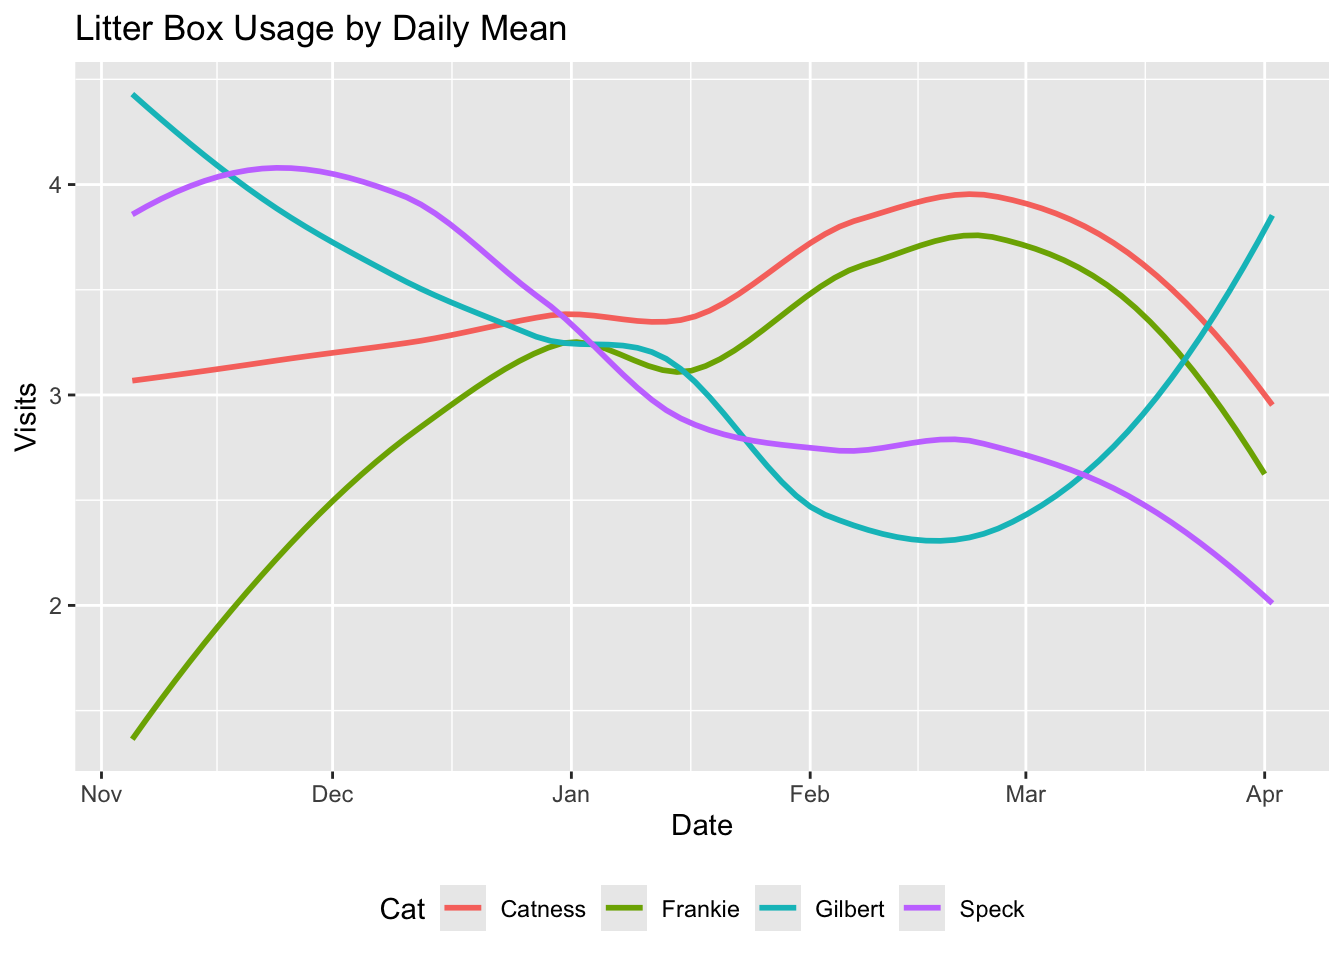 Litter Box Usage by Daily Mean
4
3
2
Visits
Nov Dec Jan Feb Mar Apr
Date
Cat Catness Frankie Gilbert Speck